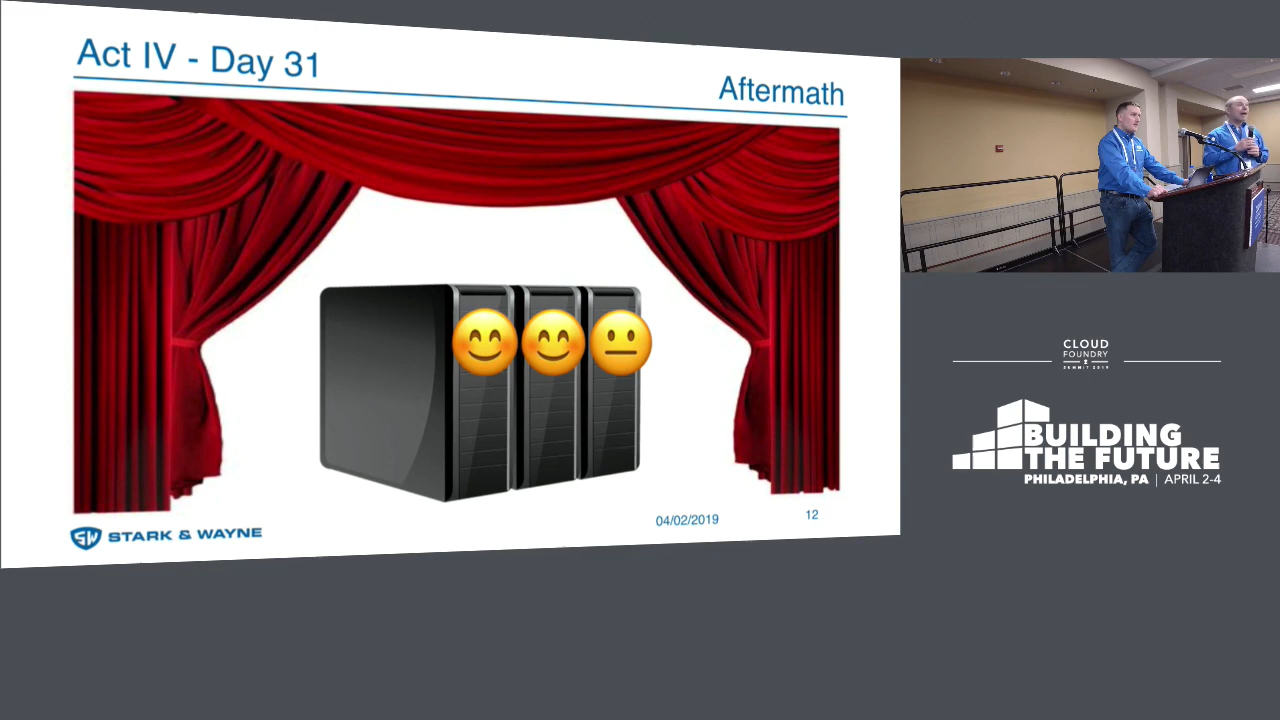 Act IV - Day 31
Aftermath
SW STARK & WAYNE
04/02/2019
12
CLOUD
FOUNDRY
SUMMIT 2019
BUILDING
THE FUTURE
PHILADELPHIA, PA | APRIL 2-4